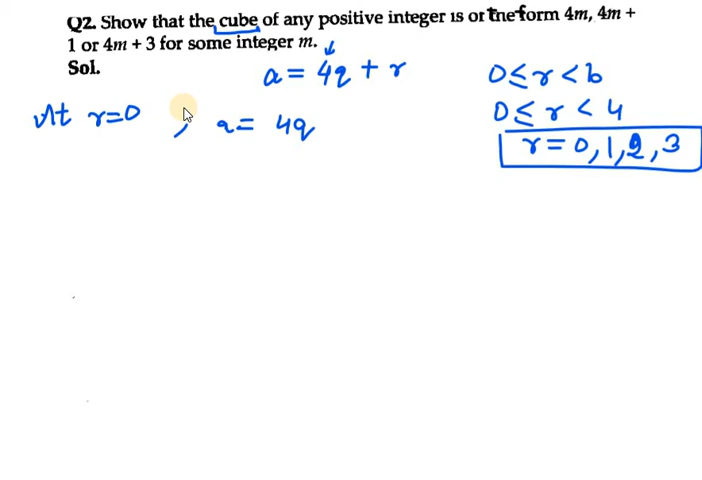 Q2. Show that the cube of any positive integer is or the form 4m, 4m +
1 or 4m + 3 for some integer m.
Sol.
a = 4q + r
0 ≤ r < b
0 ≤ r < 4
r = 0, 1, 2, 3
At r=0 , a = 4q